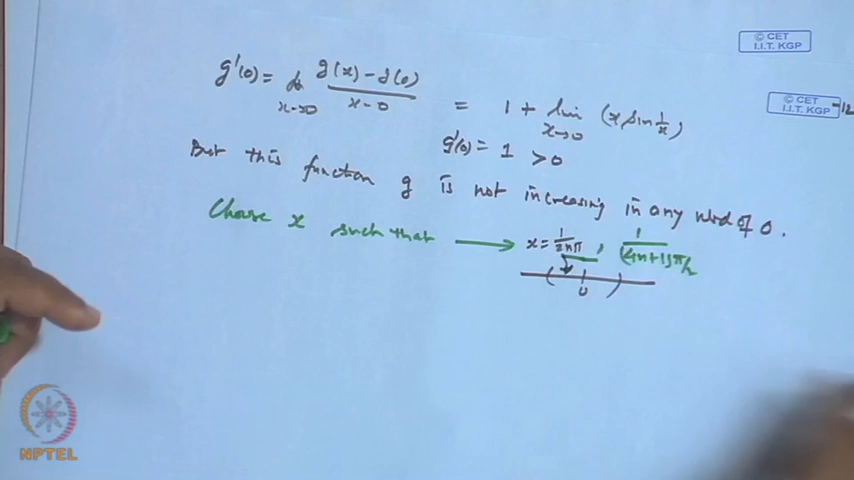 © CET
I.I.T. KGP
g'(0) = lim x→0 g(x) - g(0) / x - 0 = 1 + lim x→0 (x sin 1/x)
© CET
I.I.T. KGP
g'(0) = 1 > 0
But this function g is not increasing in any nbd of 0.
Choose x such that → x = 1/2nπ , 1/(4n+1)π/2
0
NPTEL